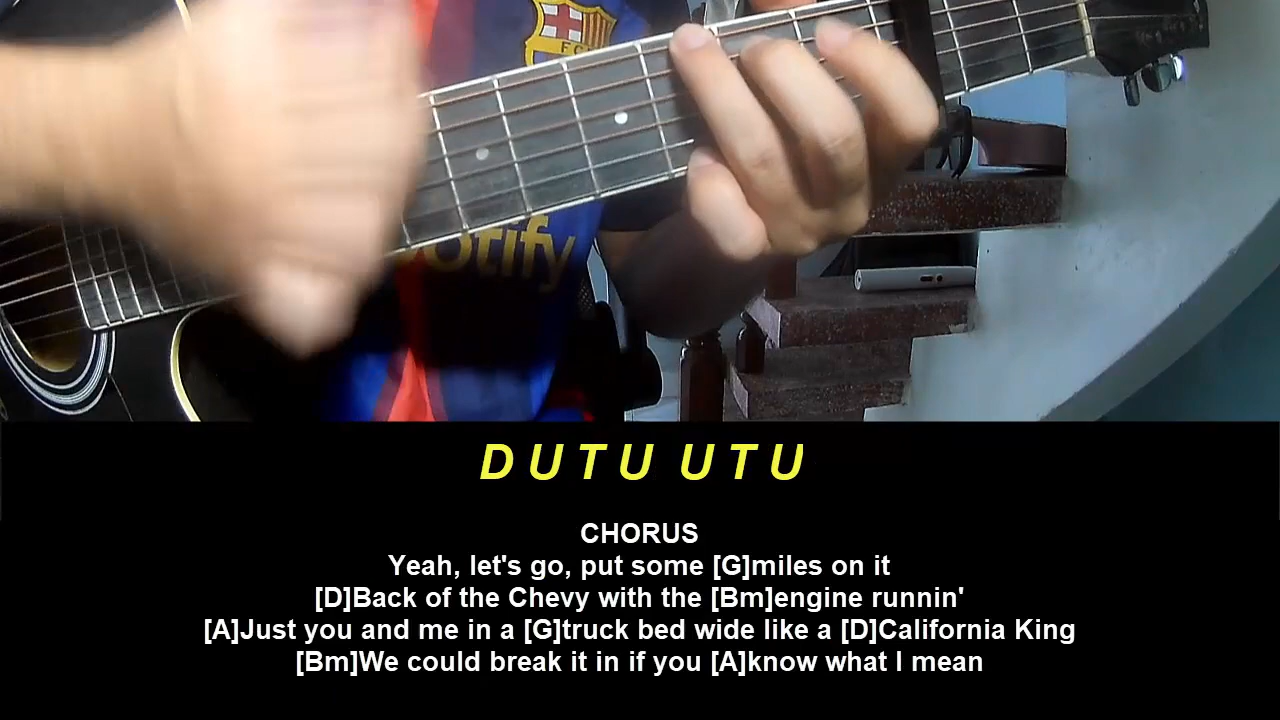 FC
otify
D U T U U T U
CHORUS
Yeah, let's go, put some [G]miles on it
[D]Back of the Chevy with the [Bm]engine runnin'
[A]Just you and me in a [G]truck bed wide like a [D]California King
[Bm]We could break it in if you [A]know what I mean